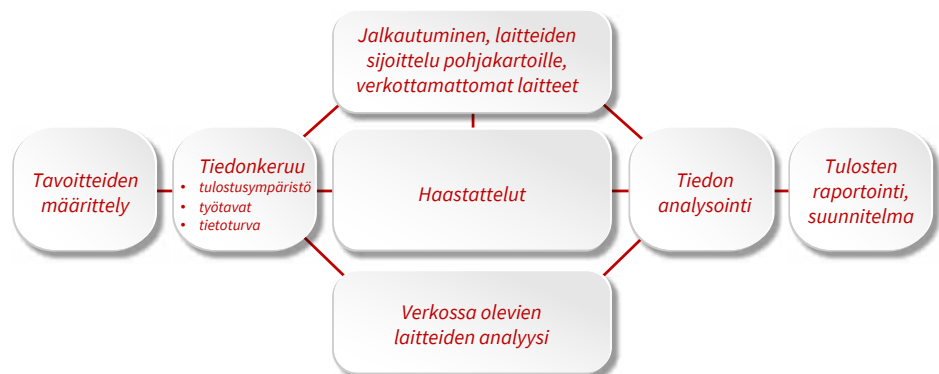 Jalkautuminen, laitteiden
sijoittelu pohjakartoille,
verkottamattomat laitteet
Tavoitteiden
määrittely
Tiedonkeruu
• tulostusympäristö
• työtavat
• tietoturva
Haastattelut
Tiedon
analysointi
Tulosten
raportointi,
suunnitelma
Verkossa olevien
laitteiden analyysi